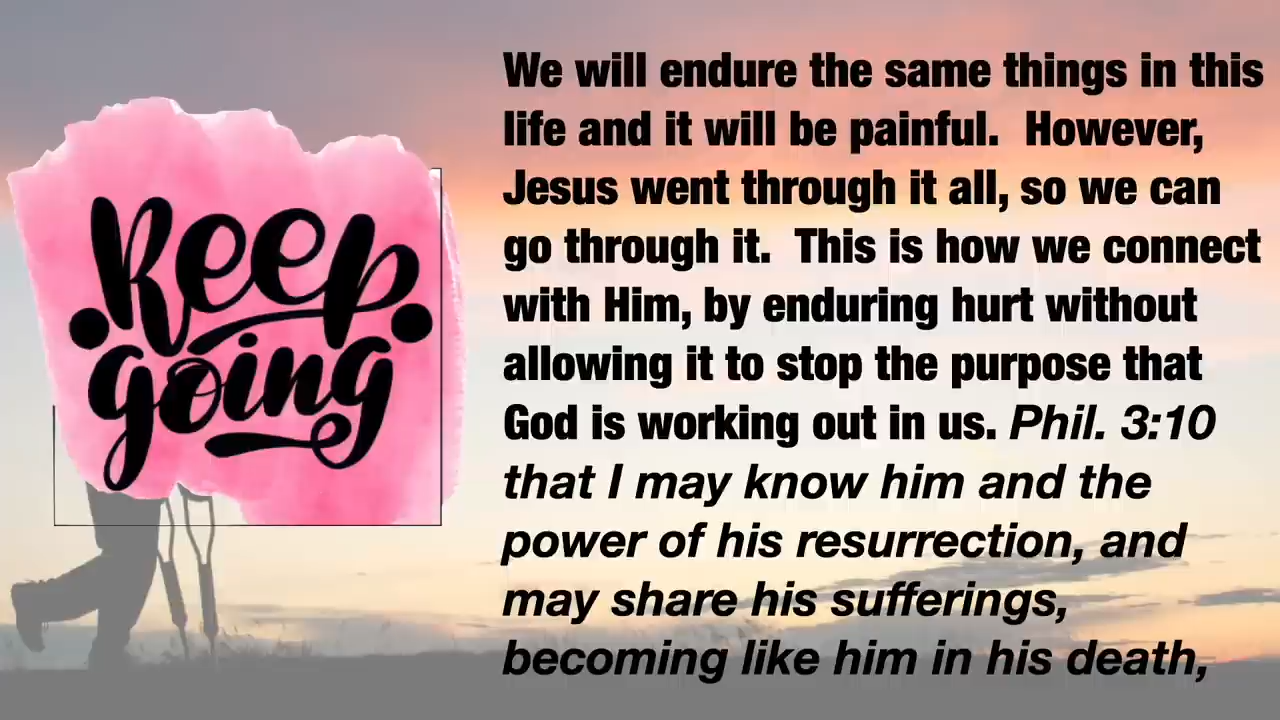 Keep
going
We will endure the same things in this
life and it will be painful.  However,
Jesus went through it all, so we can
go through it.  This is how we connect
with Him, by enduring hurt without
allowing it to stop the purpose that
God is working out in us. Phil. 3:10
that I may know him and the
power of his resurrection, and
may share his sufferings,
becoming like him in his death,